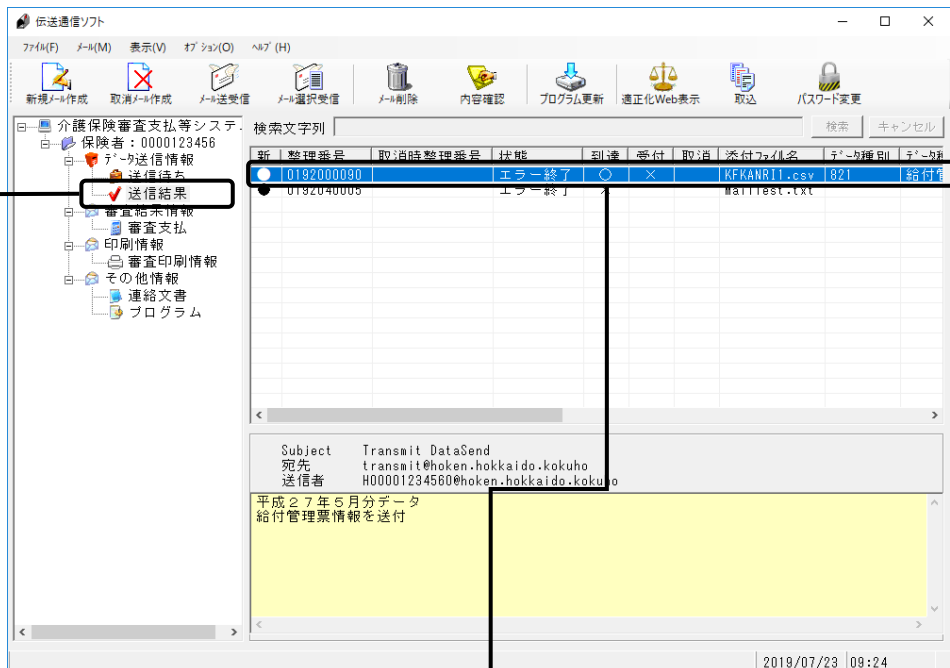 伝送通信ソフト
ファイル(F) メール(M) 表示(V) オプション(O) ヘルプ(H)
新規メール作成 取消メール作成 メール送受信 メール選択受信 メール削除 内容確認 プログラム更新 適正化Web表示 取込 パスワード変更
介護保険審査支払等システ
保険者：0000123456
データ送信情報
送信待ち
送信結果
審査結果情報
審査支払
印刷情報
審査印刷情報
その他情報
連絡文書
プログラム
検索文字列 検索 キャンセル
新 整理番号 取消時整理番号 状態 到達 受付 取消 添付ファイル名 データ種別 データ種
0192000090 エラー終了 ○ × KFKANRI1.csv 821 給付管
0192040005 エラー終了 × MailTest.txt
Subject Transmit DataSend
宛先 transmit@hoken.hokkaido.kokuho
送信者 H00001234560@hoken.hokkaido.kokuho
平成２７年５月分データ
給付管理票情報を送付
2019/07/23 09:24